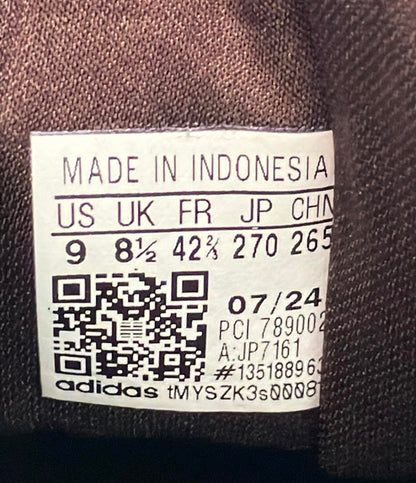 MADE IN INDONESIA
US UK FR JP CHN
9 8½ 42⅔ 270 265
07/24
PCI 789002
A:JP7161
#13518896
adidas tMYSZK3s0008